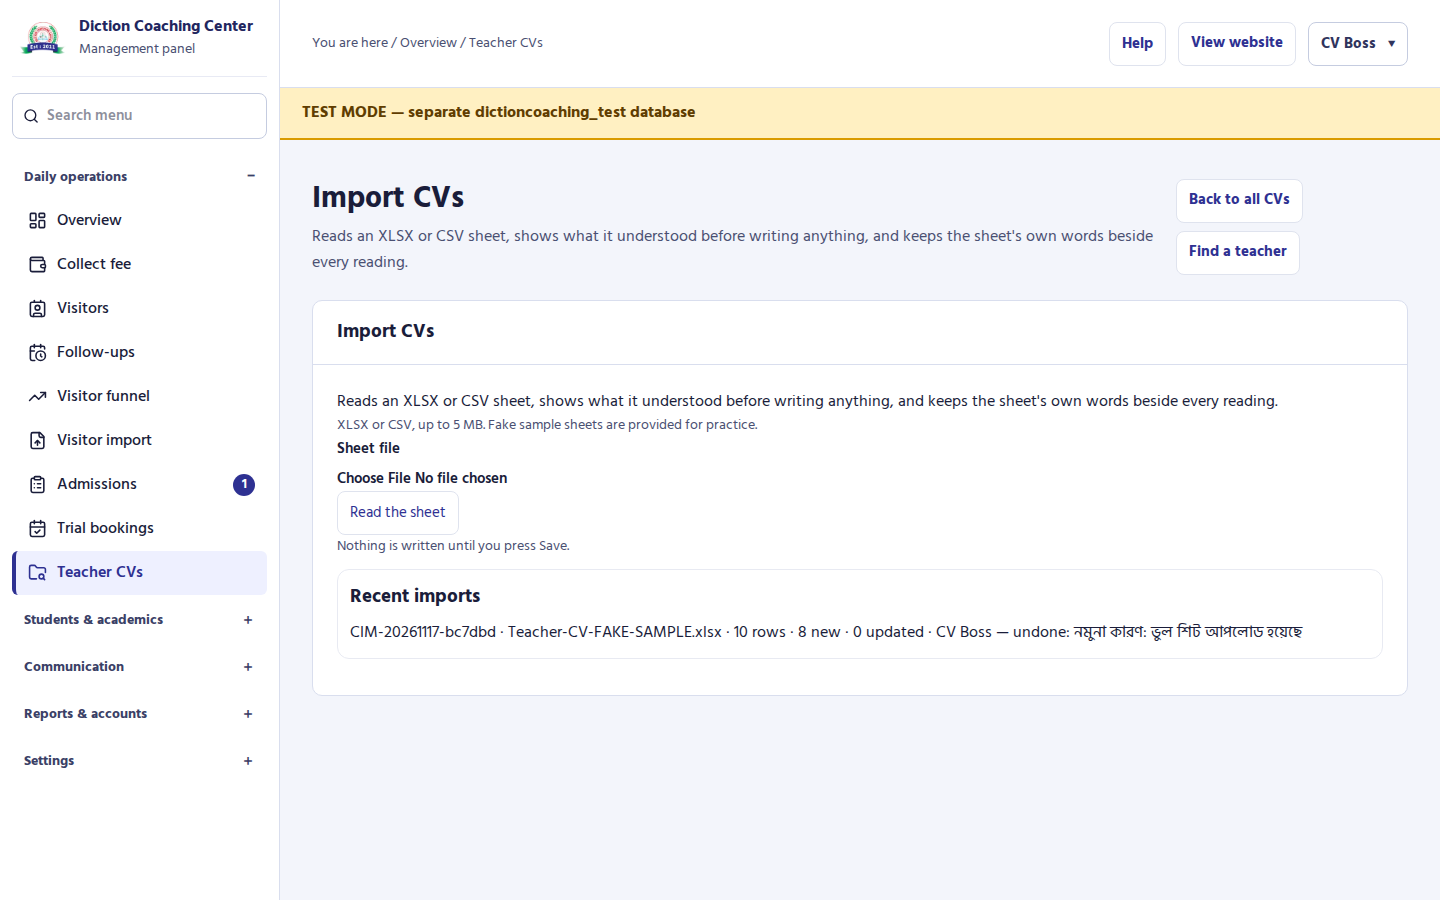 Diction Coaching Center
Management panel
Est : 2011
Search menu
Daily operations −
Overview
Collect fee
Visitors
Follow-ups
Visitor funnel
Visitor import
Admissions 1
Trial bookings
Teacher CVs
Students & academics +
Communication +
Reports & accounts +
Settings +
You are here / Overview / Teacher CVs
Help
View website
CV Boss ▼
TEST MODE — separate dictioncoaching_test database
Import CVs
Reads an XLSX or CSV sheet, shows what it understood before writing anything, and keeps the sheet's own words beside
every reading.
Back to all CVs
Find a teacher
Import CVs
Reads an XLSX or CSV sheet, shows what it understood before writing anything, and keeps the sheet's own words beside every reading.
XLSX or CSV, up to 5 MB. Fake sample sheets are provided for practice.
Sheet file
Choose File No file chosen
Read the sheet
Nothing is written until you press Save.
Recent imports
CIM-20261117-bc7dbd · Teacher-CV-FAKE-SAMPLE.xlsx · 10 rows · 8 new · 0 updated · CV Boss — undone: নমুনা কারণ: ভুল শিট আপলোড হয়েছে